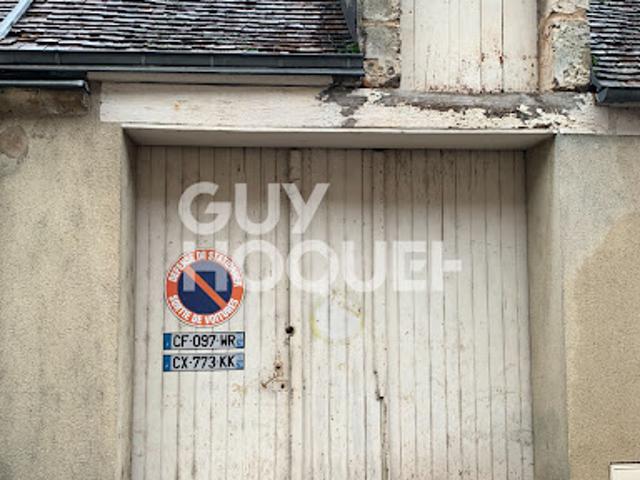 GUY
HOQUET
DEFENSE DE STATIONNER
SORTIE DE VOITURES
CF-097-WR
CX-773-KK